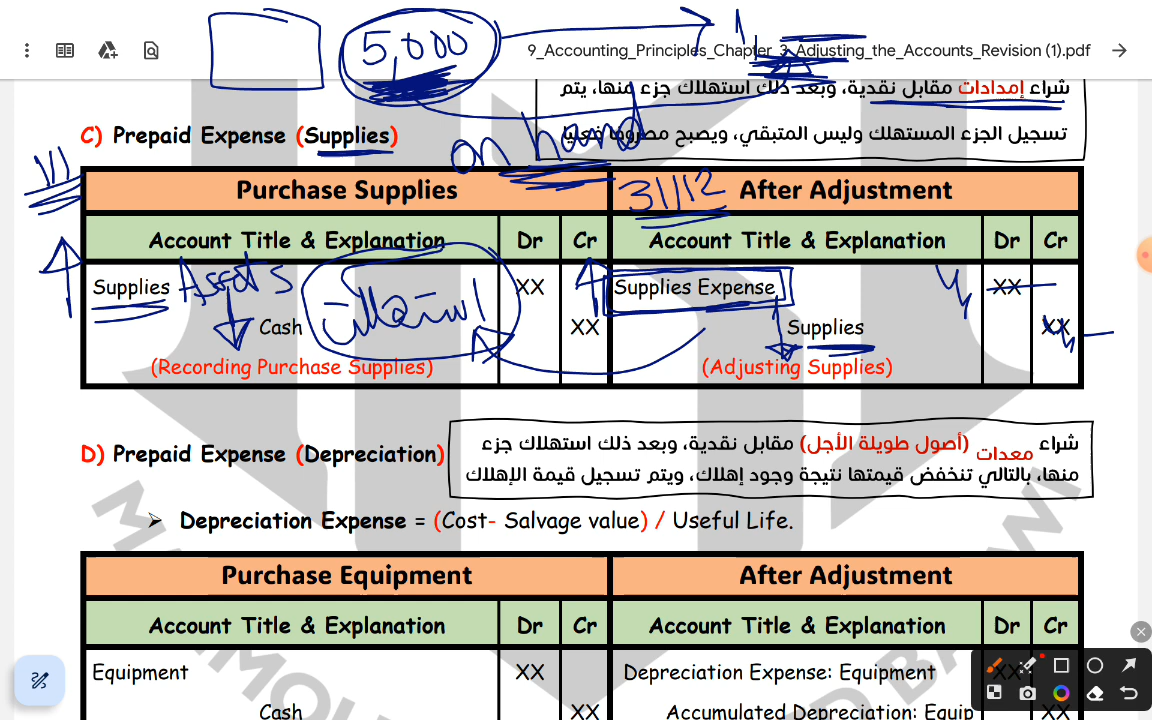 5,000
9_Accounting_Principles_Chapter_3_Adjusting_the_Accounts_Revision (1).pdf
شراء إمدادات مقابل نقدية، وبعد ذلك استهلاك جزء منها، يتم
تسجيل الجزء المستهلك وليس المتبقي، ويصبح مصروفا فعليا
C) Prepaid Expense (Supplies)
on hand
1/1
31/12
Purchase Supplies After Adjustment
Account Title & Explanation Dr Cr Account Title & Explanation Dr Cr
Supplies Assets XX Supplies Expense XX
Cash XX Supplies XX
(Recording Purchase Supplies) (Adjusting Supplies)
D) Prepaid Expense (Depreciation)
شراء معدات (أصول طويلة الأجل) مقابل نقدية، وبعد ذلك استهلاك جزء
منها، بالتالي تنخفض قيمتها نتيجة وجود إهلاك، ويتم تسجيل قيمة الإهلاك
➢ Depreciation Expense = (Cost- Salvage value) / Useful Life.
Purchase Equipment After Adjustment
Account Title & Explanation Dr Cr Account Title & Explanation Dr Cr
Equipment XX Depreciation Expense: Equipment XX
Cash XX Accumulated Depreciation: Equip XX